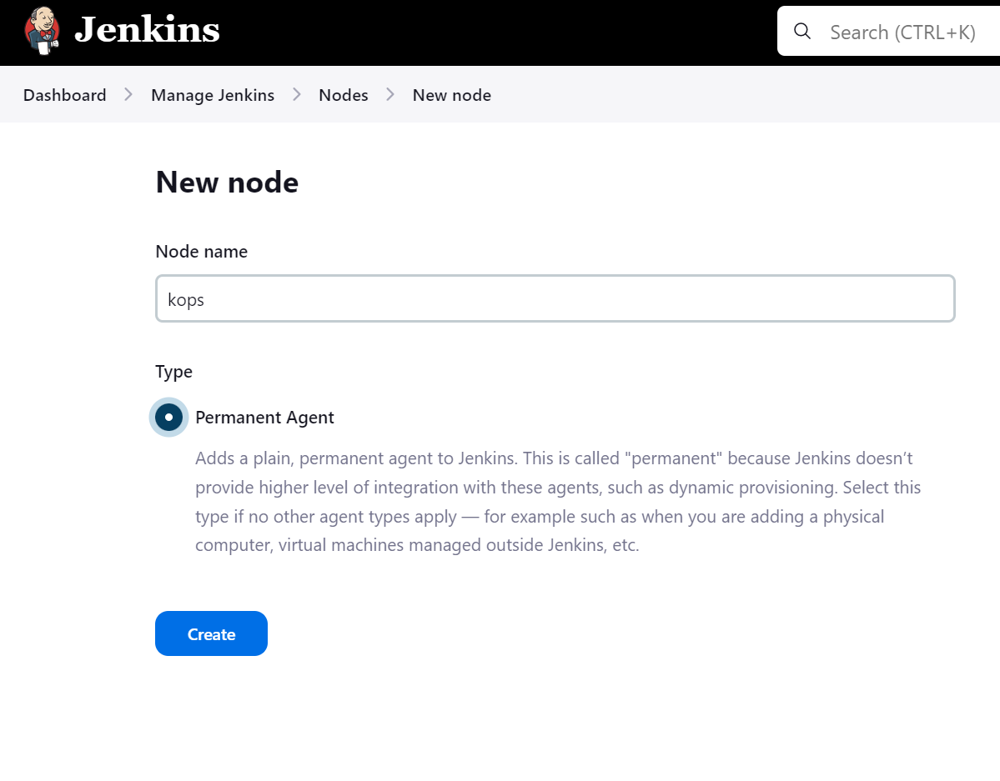 Jenkins
Search (CTRL+K)
Dashboard
Manage Jenkins
Nodes
New node
New node
Node name
kops
Type
Permanent Agent
Adds a plain, permanent agent to Jenkins. This is called "permanent" because Jenkins doesn’t
provide higher level of integration with these agents, such as dynamic provisioning. Select this
type if no other agent types apply — for example such as when you are adding a physical
computer, virtual machines managed outside Jenkins, etc.
Create